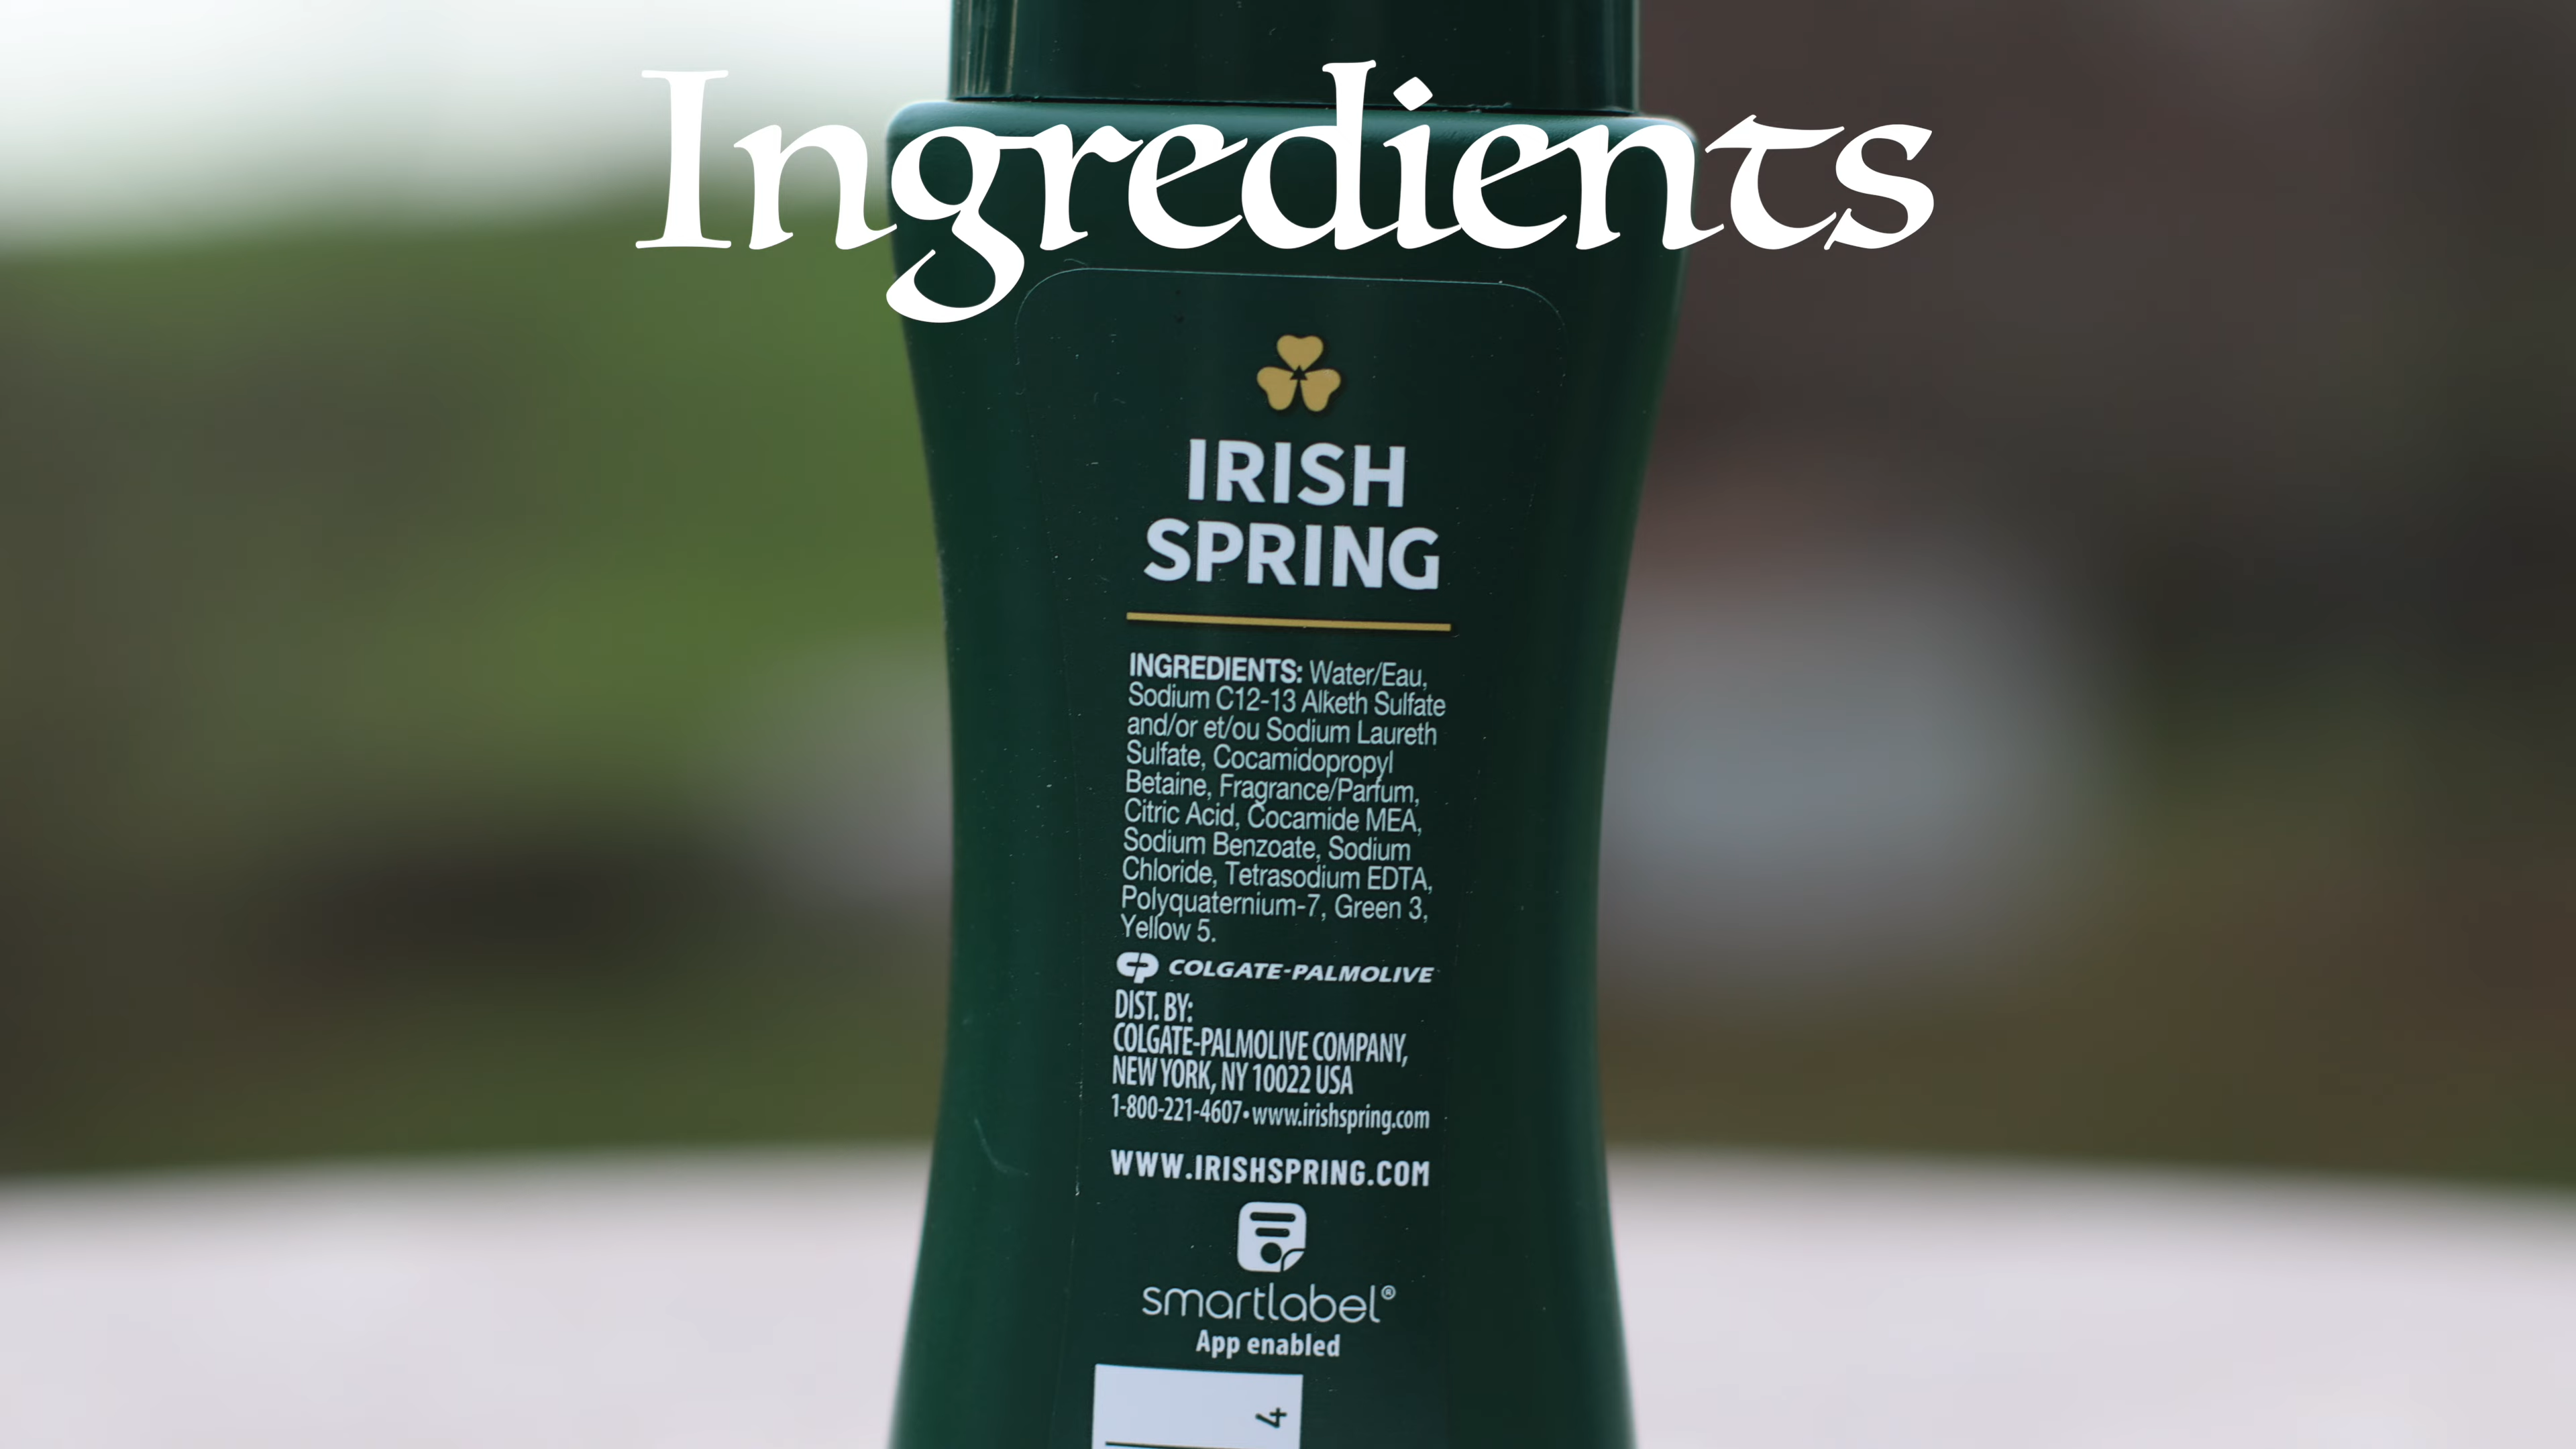 Ingredients
IRISH
SPRING
INGREDIENTS: Water/Eau,
Sodium C12-13 Alketh Sulfate
and/or et/ou Sodium Laureth
Sulfate, Cocamidopropyl
Betaine, Fragrance/Parfum,
Citric Acid, Cocamide MEA,
Sodium Benzoate, Sodium
Chloride, Tetrasodium EDTA,
Polyquaternium-7, Green 3,
Yellow 5.
CP COLGATE-PALMOLIVE
DIST. BY:
COLGATE-PALMOLIVE COMPANY,
NEW YORK, NY 10022 USA
1-800-221-4607•www.irishspring.com
WWW.IRISHSPRING.COM
smartlabel®
App enabled
4